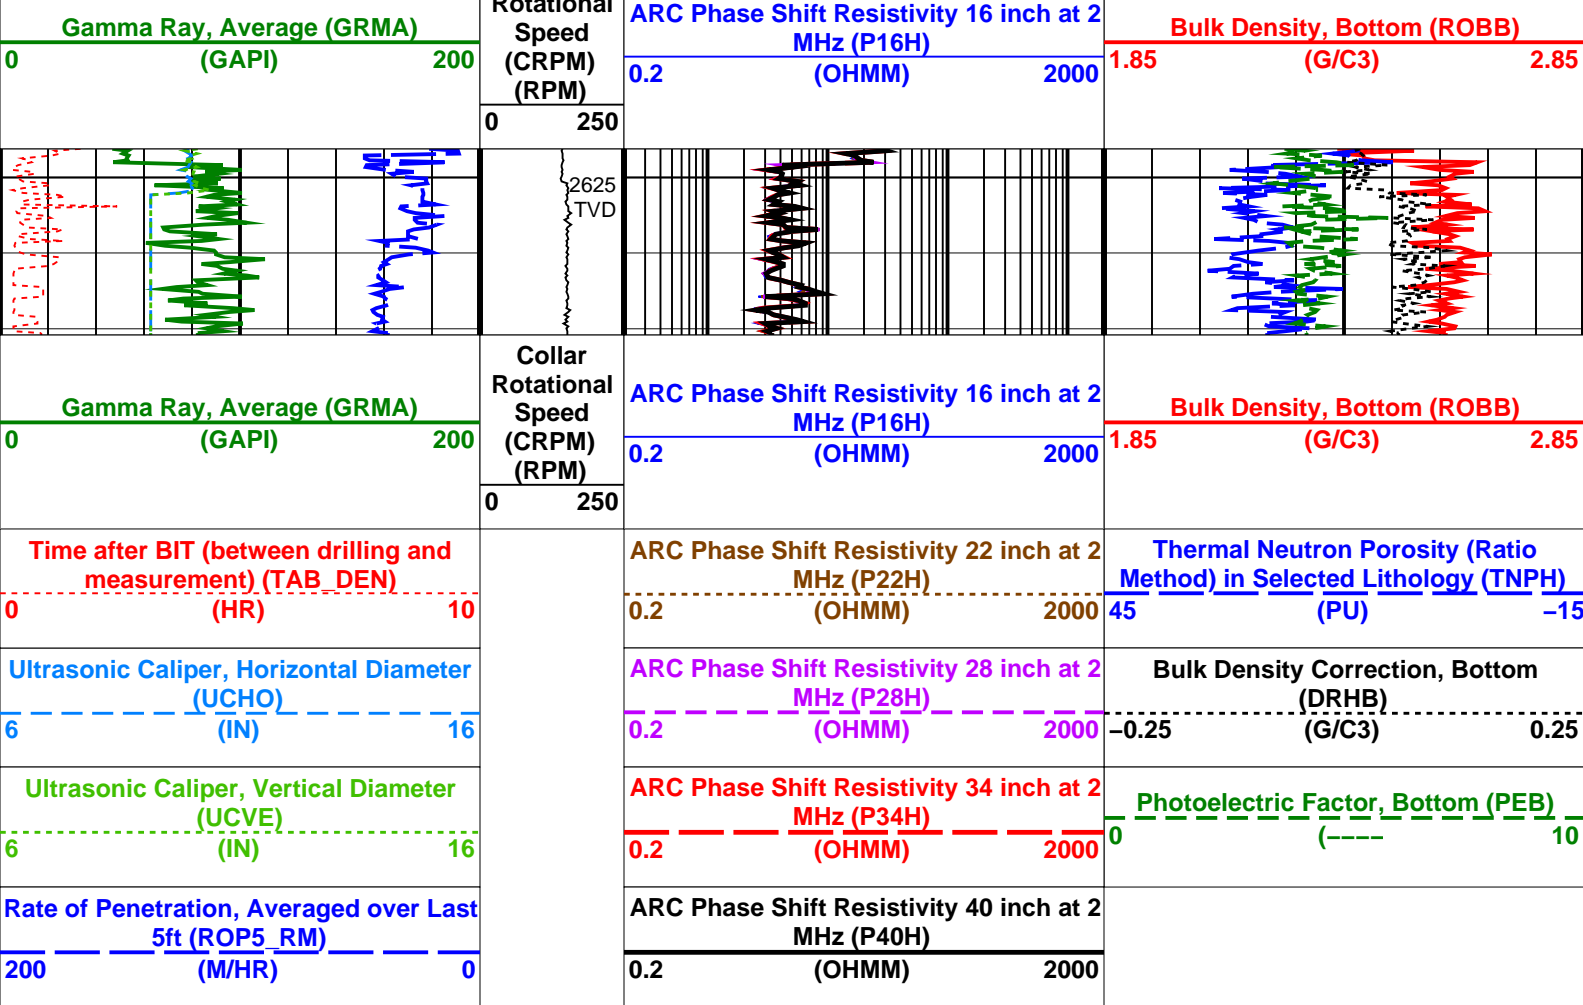 Gamma Ray, Average (GRMA)
0 (GAPI) 200
Rotational
Speed
(CRPM)
(RPM)
0 250
ARC Phase Shift Resistivity 16 inch at 2
MHz (P16H)
0.2 (OHMM) 2000
Bulk Density, Bottom (ROBB)
1.85 (G/C3) 2.85
2625
TVD
Gamma Ray, Average (GRMA)
0 (GAPI) 200
Collar
Rotational
Speed
(CRPM)
(RPM)
0 250
ARC Phase Shift Resistivity 16 inch at 2
MHz (P16H)
0.2 (OHMM) 2000
Bulk Density, Bottom (ROBB)
1.85 (G/C3) 2.85
Time after BIT (between drilling and
measurement) (TAB_DEN)
0 (HR) 10
ARC Phase Shift Resistivity 22 inch at 2
MHz (P22H)
0.2 (OHMM) 2000
Thermal Neutron Porosity (Ratio
Method) in Selected Lithology (TNPH)
45 (PU) −15
Ultrasonic Caliper, Horizontal Diameter
(UCHO)
6 (IN) 16
ARC Phase Shift Resistivity 28 inch at 2
MHz (P28H)
0.2 (OHMM) 2000
Bulk Density Correction, Bottom
(DRHB)
−0.25 (G/C3) 0.25
Ultrasonic Caliper, Vertical Diameter
(UCVE)
6 (IN) 16
ARC Phase Shift Resistivity 34 inch at 2
MHz (P34H)
0.2 (OHMM) 2000
Photoelectric Factor, Bottom (PEB)
0 (−−−− 10
Rate of Penetration, Averaged over Last
5ft (ROP5_RM)
200 (M/HR) 0
ARC Phase Shift Resistivity 40 inch at 2
MHz (P40H)
0.2 (OHMM) 2000